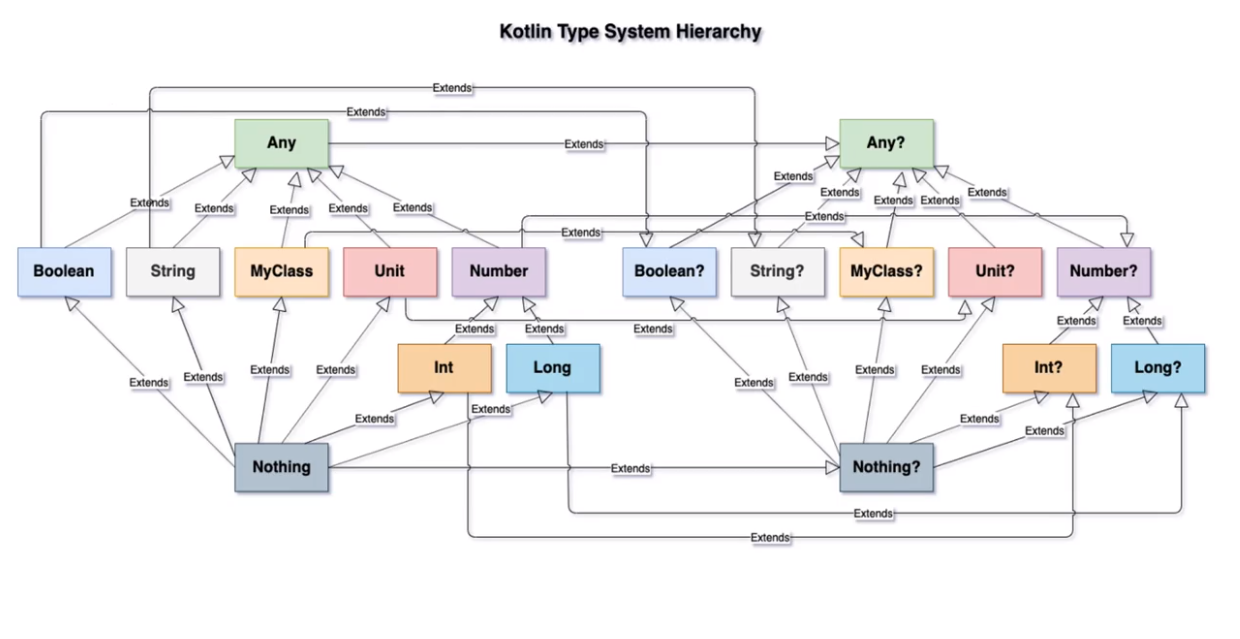 Kotlin Type System Hierarchy
Extends
Extends
Any
Extends
Any?
Extends
Extends
Extends
Extends
Extends
Extends
Extends
Extends
Extends
Extends
Extends
Extends
Boolean
String
MyClass
Unit
Number
Boolean?
String?
MyClass?
Unit?
Number?
Extends
Extends
Extends
Extends
Extends
Int
Long
Int?
Long?
Extends
Extends
Extends
Extends
Extends
Extends
Extends
Extends
Extends
Extends
Extends
Extends
Nothing
Extends
Nothing?
Extends
Extends